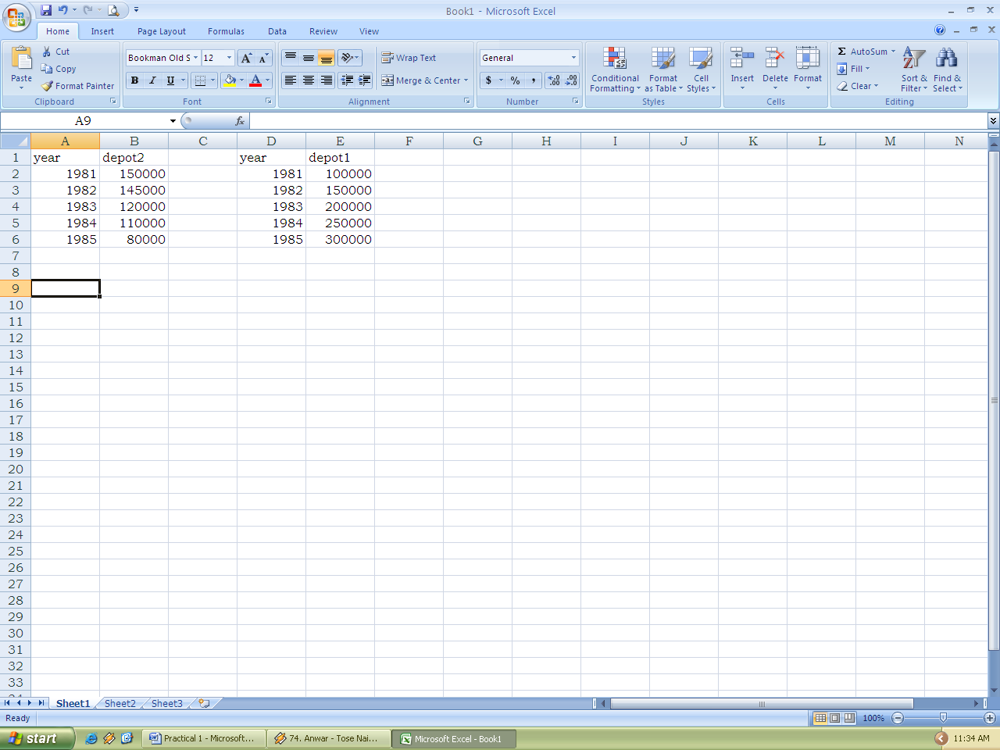 Book1 - Microsoft Excel
Home Insert Page Layout Formulas Data Review View
Paste Cut Copy Format Painter
Bookman Old S 12
B I U
Wrap Text
Merge & Center
General
$ % ,
Conditional Formatting Format as Table Cell Styles
Insert Delete Format
Σ AutoSum Fill Clear
Sort & Filter Find & Select
Clipboard Font Alignment Number Styles Cells Editing
A9 fx
A B C D E F G H I J K L M N
1 year depot2 year depot1
2 1981 150000 1981 100000
3 1982 145000 1982 150000
4 1983 120000 1983 200000
5 1984 110000 1984 250000
6 1985 80000 1985 300000
7
8
9
10
11
12
13
14
15
16
17
18
19
20
21
22
23
24
25
26
27
28
29
30
31
32
33
34
Sheet1 Sheet2 Sheet3
Ready 100%
start Practical 1 - Microsoft... 74. Anwar - Tose Nai... Microsoft Excel - Book1 11:34 AM